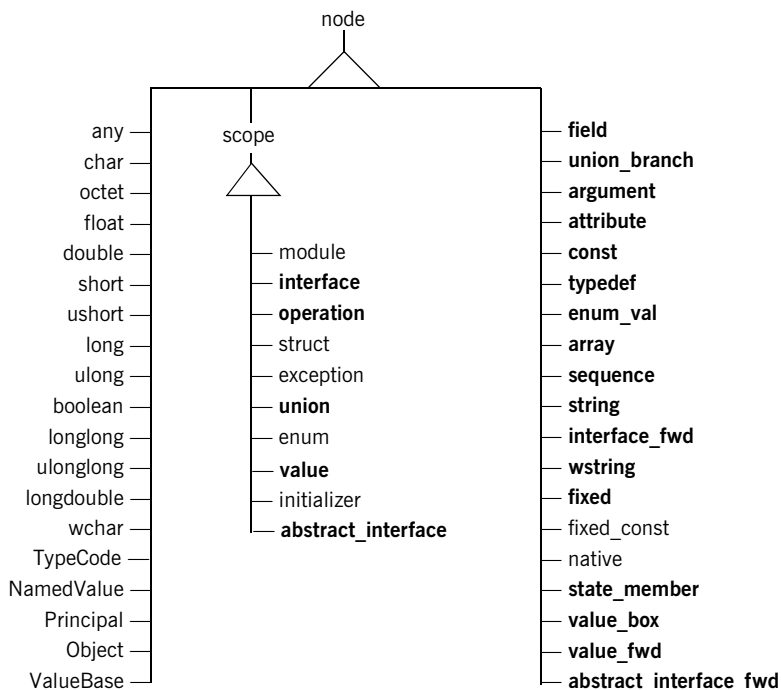 node
any
char
octet
float
double
short
ushort
long
ulong
boolean
longlong
ulonglong
longdouble
wchar
TypeCode
NamedValue
Principal
Object
ValueBase
scope
module
interface
operation
struct
exception
union
enum
value
initializer
abstract_interface
field
union_branch
argument
attribute
const
typedef
enum_val
array
sequence
string
interface_fwd
wstring
fixed
fixed_const
native
state_member
value_box
value_fwd
abstract_interface_fwd